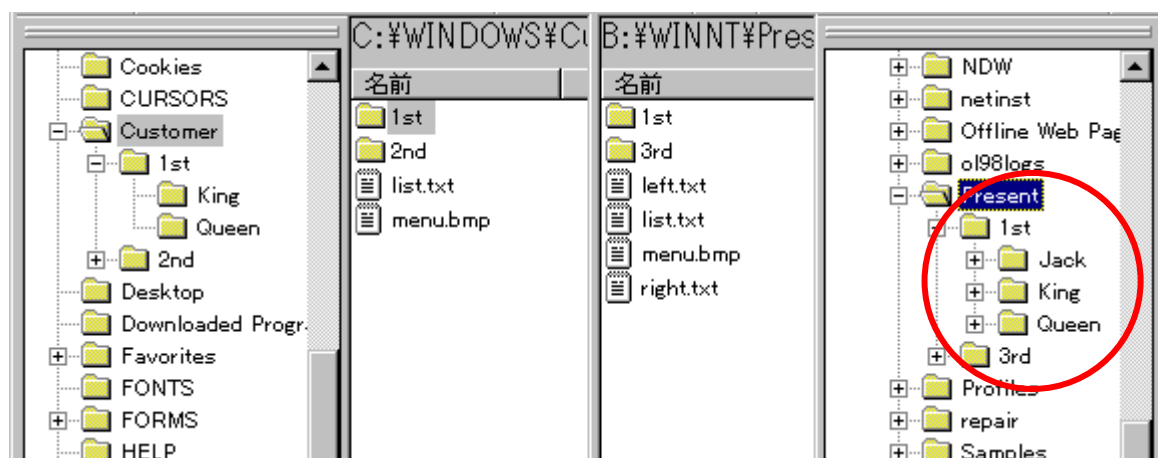 Cookies
CURSORS
Customer
1st
King
Queen
2nd
Desktop
Downloaded Progr
Favorites
FONTS
FORMS
HELP
C:¥WINDOWS¥Cu
名前
1st
2nd
list.txt
menu.bmp
B:¥WINNT¥Pres
名前
1st
3rd
left.txt
list.txt
menu.bmp
right.txt
NDW
netinst
Offline Web Pag
ol98logs
Present
1st
Jack
King
Queen
3rd
Profiles
repair
Samples